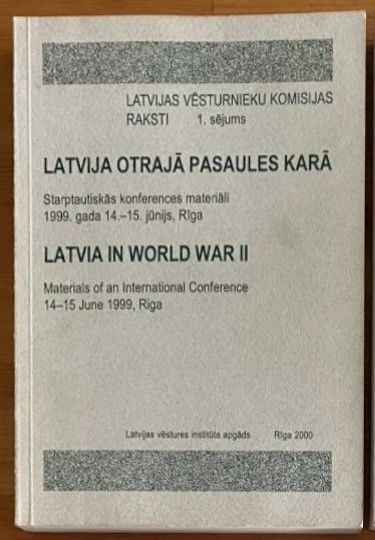 LATVIJAS VĒSTURNIEKU KOMISIJAS
RAKSTI 1. sējums
LATVIJA OTRAJĀ PASAULES KARĀ
Starptautiskās konferences materiāli
1999. gada 14.–15. jūnijs, Rīga
LATVIA IN WORLD WAR II
Materials of an International Conference
14–15 June 1999, Riga
Latvijas vēstures institūta apgāds Rīga 2000